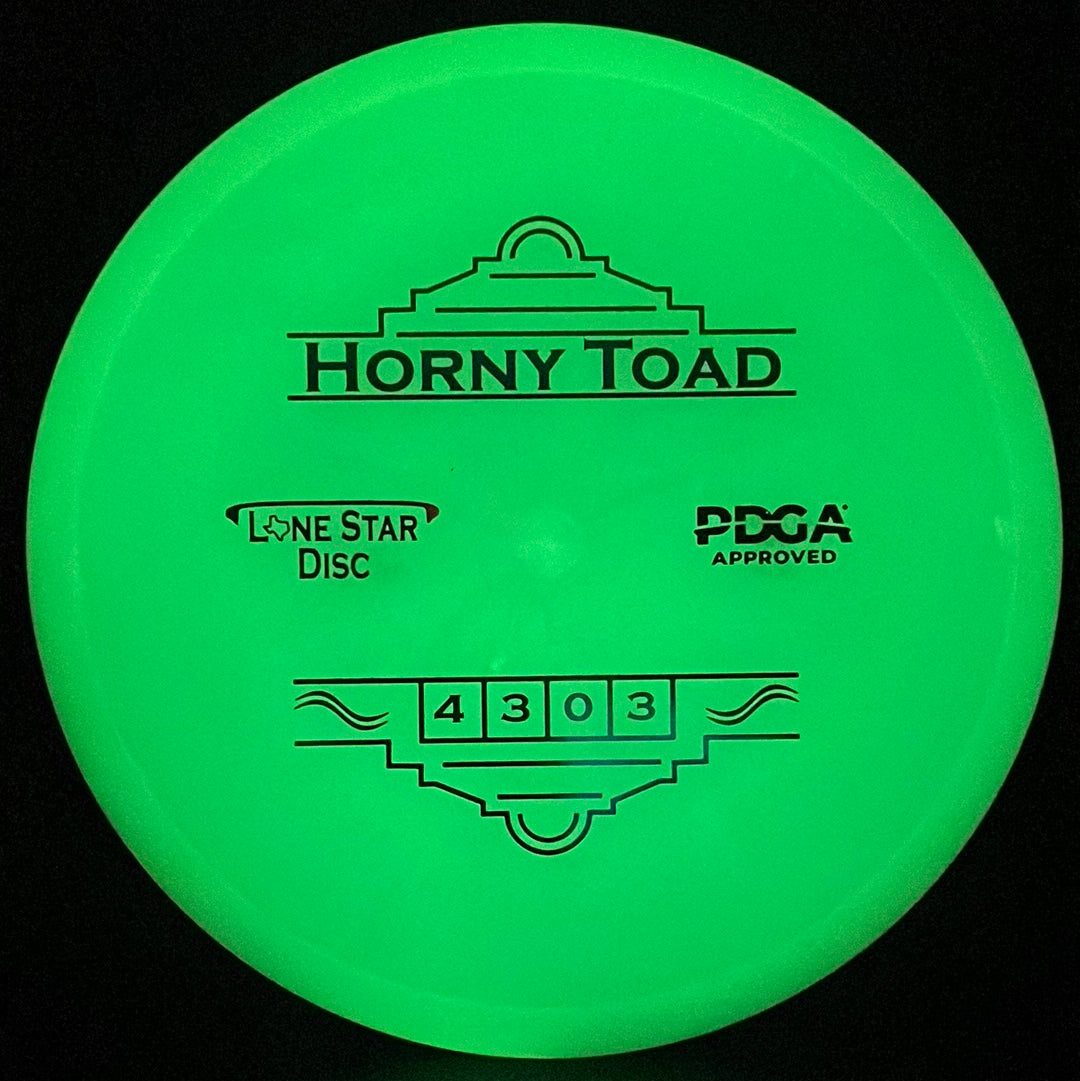 HORNY TOAD
LONE STAR
DISC
PDGA
APPROVED
4 3 0 3